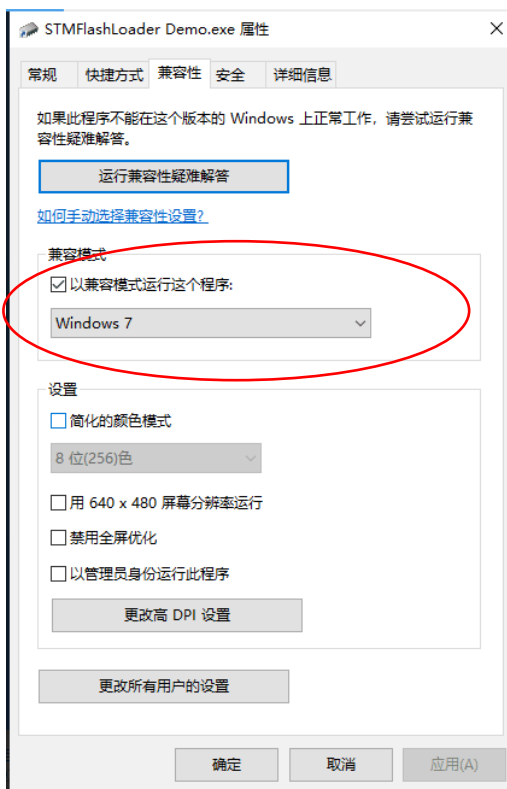 STMFlashLoader Demo.exe 属性
常规 快捷方式 兼容性 安全 详细信息
如果此程序不能在这个版本的 Windows 上正常工作，请尝试运行兼
容性疑难解答。
运行兼容性疑难解答
如何手动选择兼容性设置?
兼容模式
以兼容模式运行这个程序:
Windows 7
设置
简化的颜色模式
8 位(256)色
用 640 x 480 屏幕分辨率运行
禁用全屏优化
以管理员身份运行此程序
更改高 DPI 设置
更改所有用户的设置
确定 取消 应用(A)